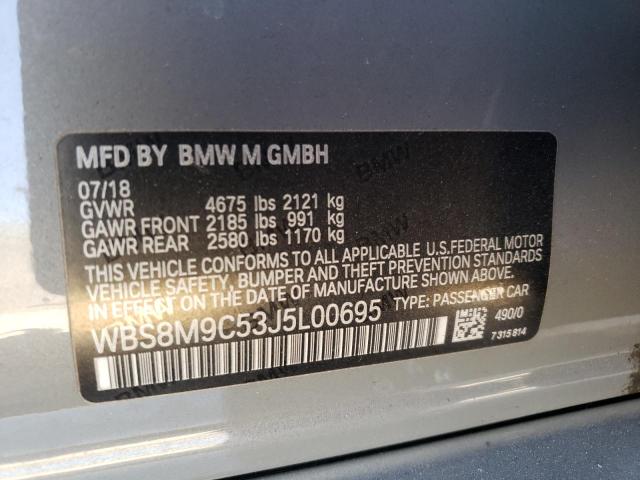 MFD BY BMW M GMBH
07/18
GVWR 4675 lbs 2121 kg
GAWR FRONT 2185 lbs 991 kg
GAWR REAR 2580 lbs 1170 kg
THIS VEHICLE CONFORMS TO ALL APPLICABLE U.S. FEDERAL MOTOR
VEHICLE SAFETY, BUMPER AND THEFT PREVENTION STANDARDS
IN EFFECT ON THE DATE OF MANUFACTURE SHOWN ABOVE.
WBS8M9C53J5L00695 TYPE: PASSENGER CAR
490/0
7315814